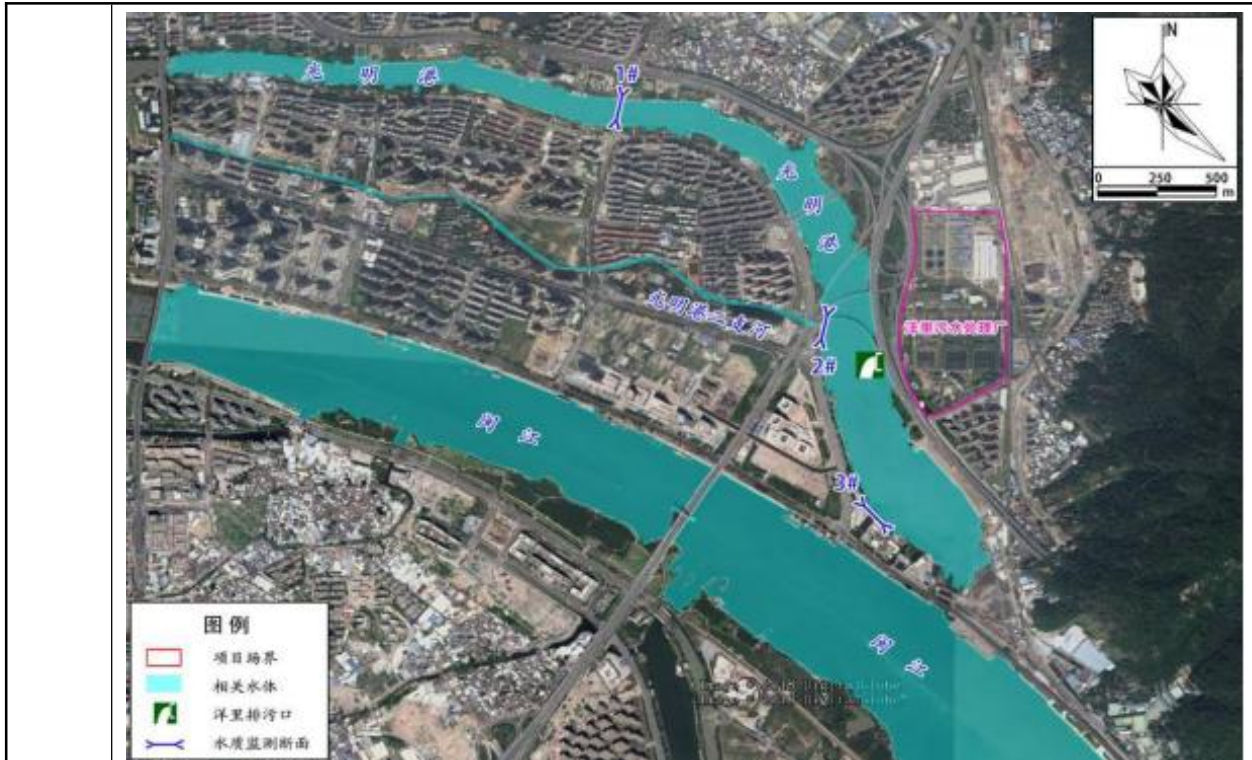 N
0 250 500
m
光明港
1#
光明港
洋里污水处理厂
光明港二支河
2#
闽江
3#
闽江
图例
项目场界
相关水体
洋里排污口
水质监测断面